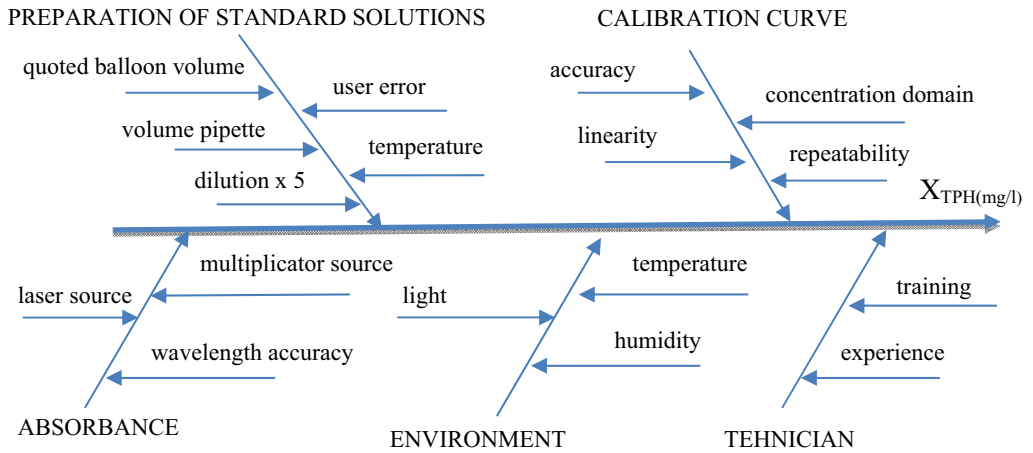 PREPARATION OF STANDARD SOLUTIONS
CALIBRATION CURVE
quoted balloon volume
user error
volume pipette
temperature
dilution x 5
accuracy
concentration domain
linearity
repeatability
X_TPH(mg/l)
multiplicator source
laser source
wavelength accuracy
ABSORBANCE
temperature
light
humidity
ENVIRONMENT
training
experience
TEHNICIAN